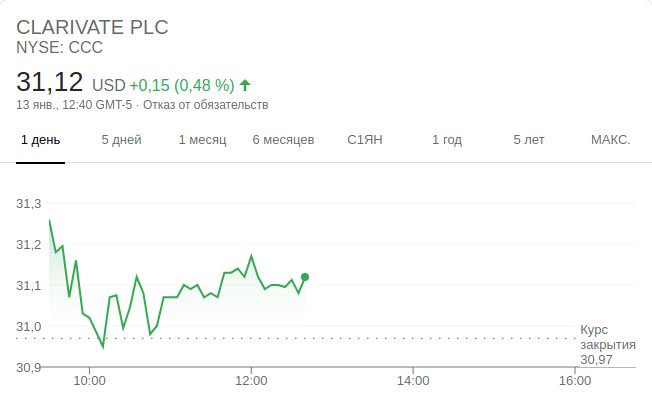 CLARIVATE PLC
NYSE: CCC
31,12 USD +0,15 (0,48 %)
13 янв., 12:40 GMT-5 · Отказ от обязательств
1 день 5 дней 1 месяц 6 месяцев С1ЯН 1 год 5 лет МАКС.
31,3
31,2
31,1
31,0
30,9
Курс
закрытия
30,97
10:00 12:00 14:00 16:00